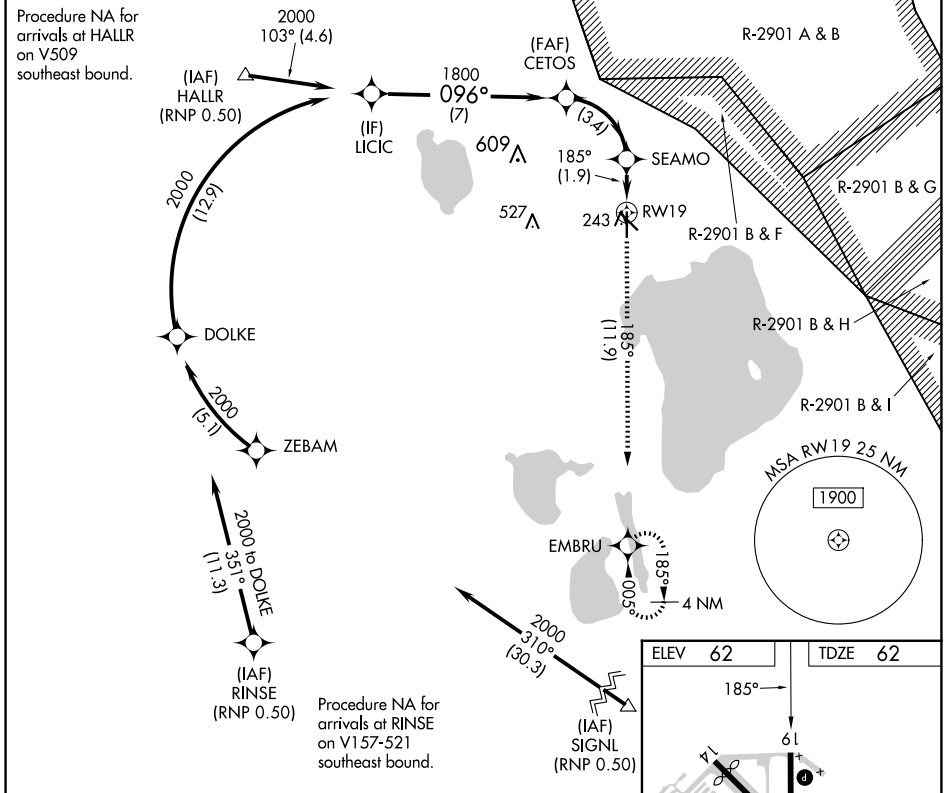 Procedure NA for
arrivals at HALLR
on V509
southeast bound.
2000
103° (4.6)
(IAF)
HALLR
(RNP 0.50)
(IF)
LICIC
1800
096°
(7)
(FAF)
CETOS
(3.4)
SEAMO
185°
(1.9)
609
527
243
RW19
R-2901 A & B
R-2901 B & G
R-2901 B & F
R-2901 B & H
R-2901 B & I
2000
(12.9)
DOLKE
2000
(5.1)
ZEBAM
185°
(11.9)
MSA RW19 25 NM
1900
2000 to DOLKE
351°
(11.3)
(IAF)
RINSE
(RNP 0.50)
EMBRU
185°
005°
4 NM
2000
310°
(30.3)
(IAF)
SIGNL
(RNP 0.50)
Procedure NA for
arrivals at RINSE
on V157-521
southeast bound.
ELEV 62
TDZE 62
185°
19
14
P